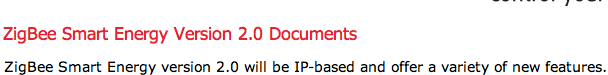 ZigBee Smart Energy Version 2.0 Documents
ZigBee Smart Energy version 2.0 will be IP-based and offer a variety of new features.